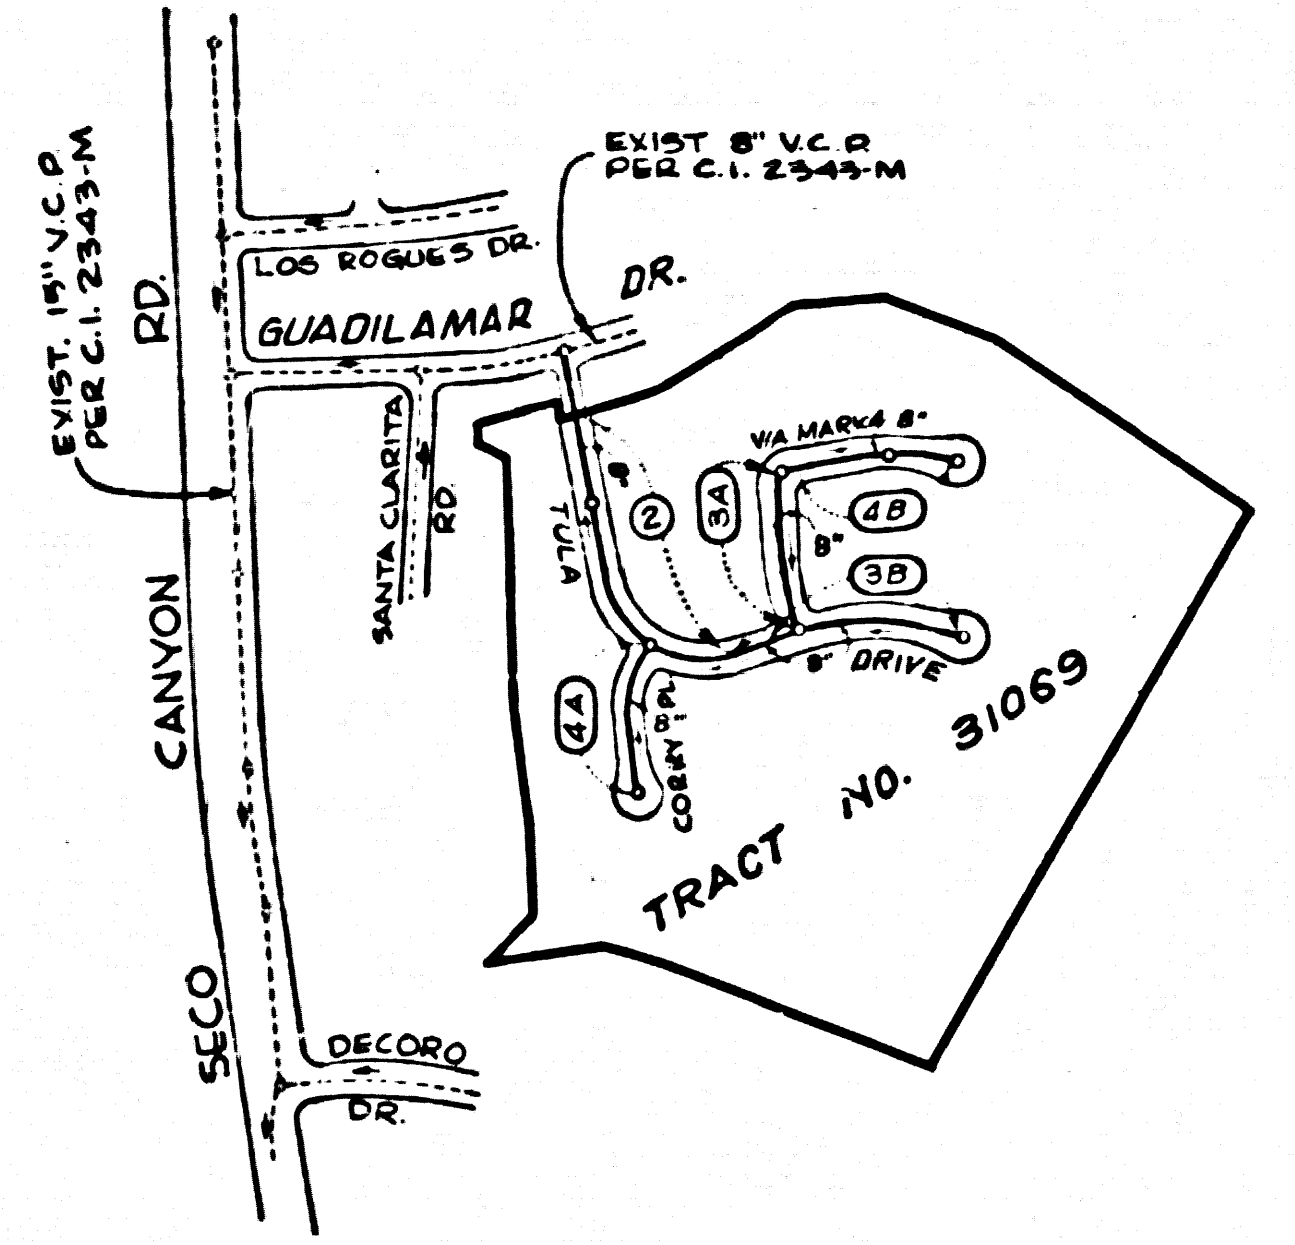 EXIST. 15" V.C.P.
PER C.I. 2343-M
EXIST 8" V.C.P.
PER C.I. 2343-M
LOS ROGUES DR.
GUADILAMAR DR.
SANTA CLARITA
RD.
SECO CANYON RD.
DECORO
DR.
TULA
8"
2
3A
VIA MARKA 8"
4B
8"
3B
8" DRIVE
4A
CORKY PL
8"
TRACT NO. 31069